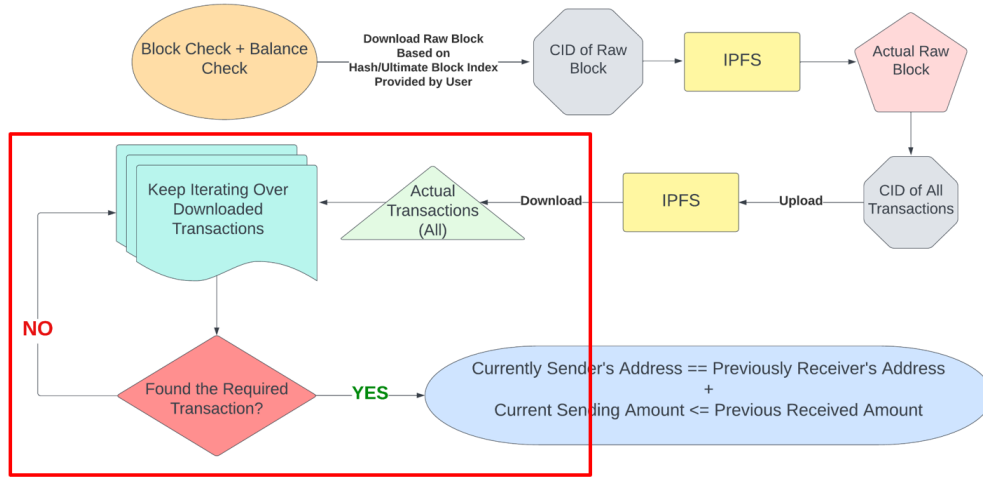 Block Check + Balance
Check
Download Raw Block
Based on
Hash/Ultimate Block Index
Provided by User
CID of Raw
Block
IPFS
Actual Raw
Block
Keep Iterating Over
Downloaded
Transactions
Actual
Transactions
(All)
Download
IPFS
Upload
CID of All
Transactions
NO
Found the Required
Transaction?
YES
Currently Sender's Address == Previously Receiver's Address
+
Current Sending Amount <= Previous Received Amount